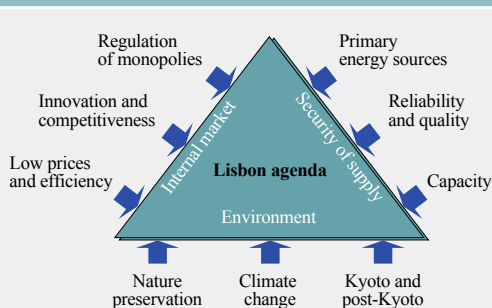 Regulation
of monopolies
Primary
energy sources
Innovation and
competitiveness
Reliability
and quality
Internal market
Security of supply
Low prices
and efficiency
Lisbon agenda
Capacity
Environment
Nature
preservation
Climate
change
Kyoto and
post-Kyoto